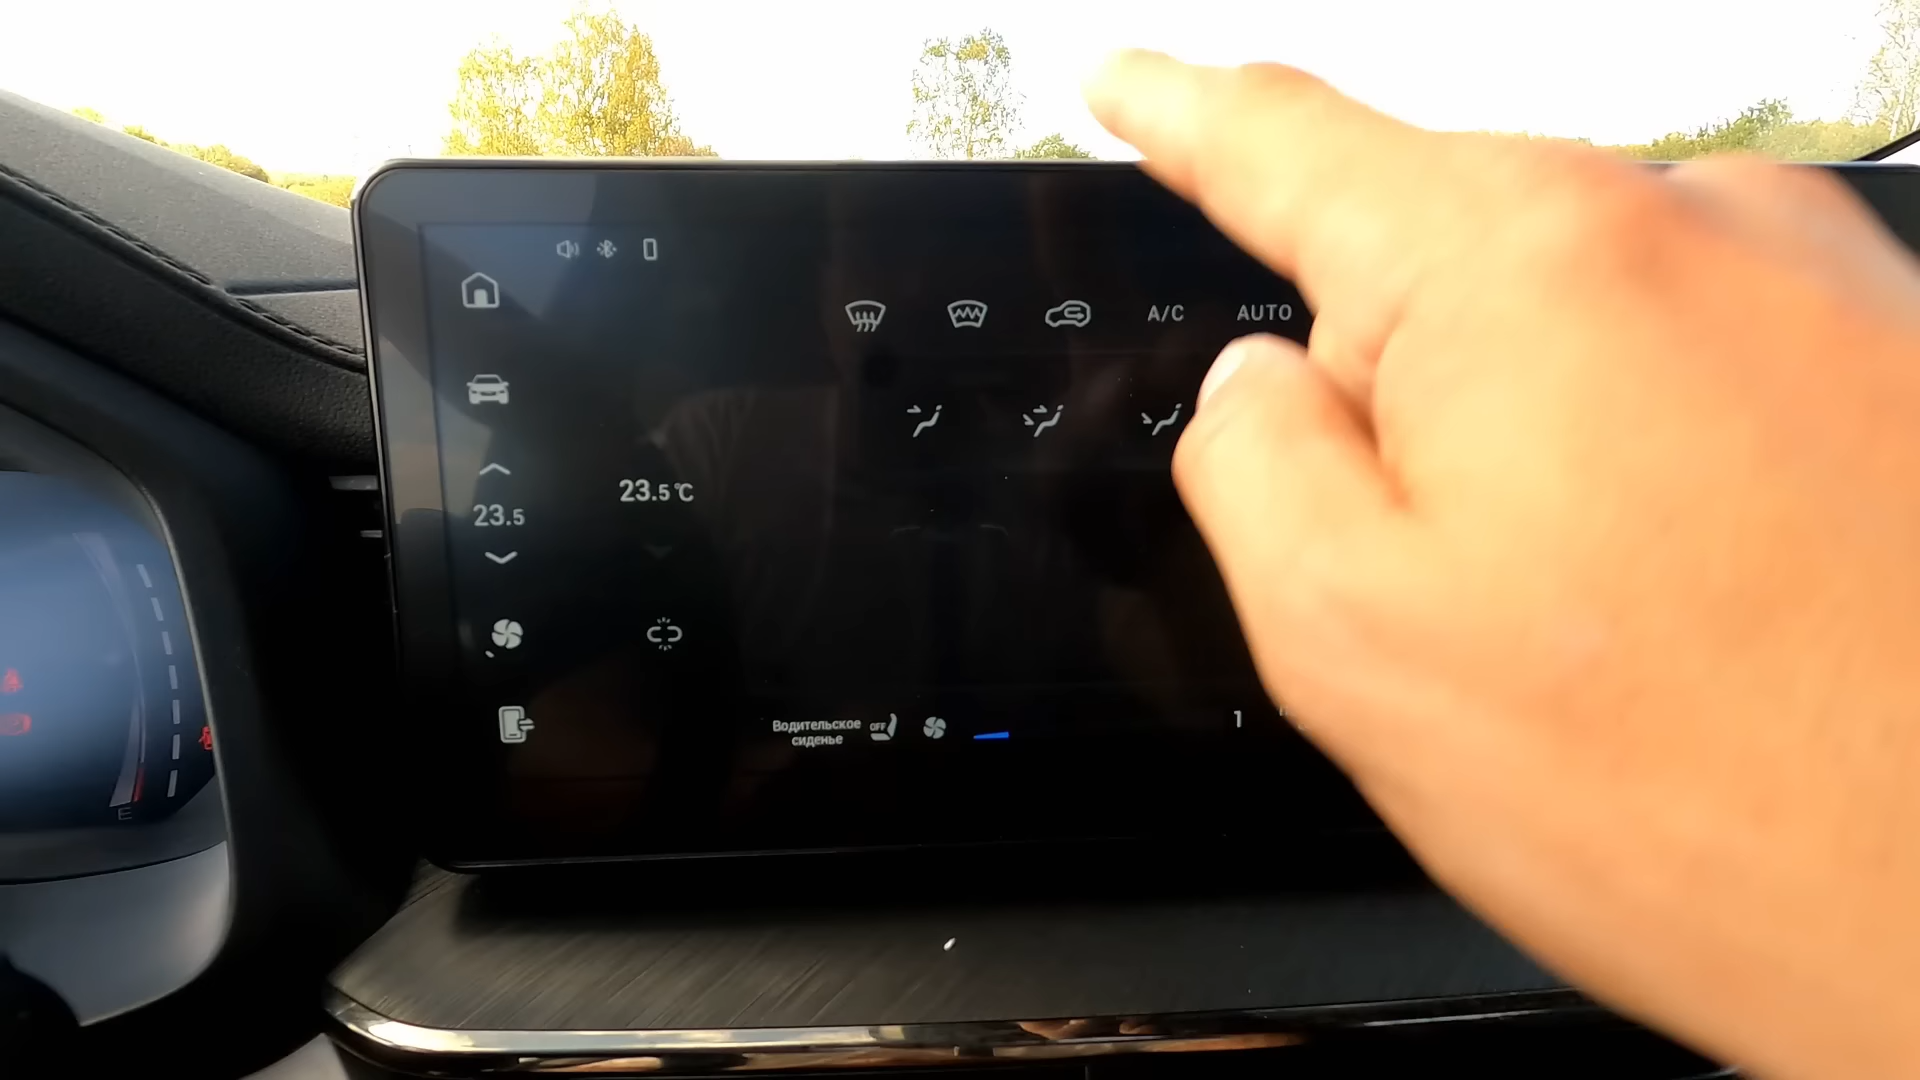 A/C AUTO
23.5
23.5℃
Водительское
сиденье
OFF
1
E